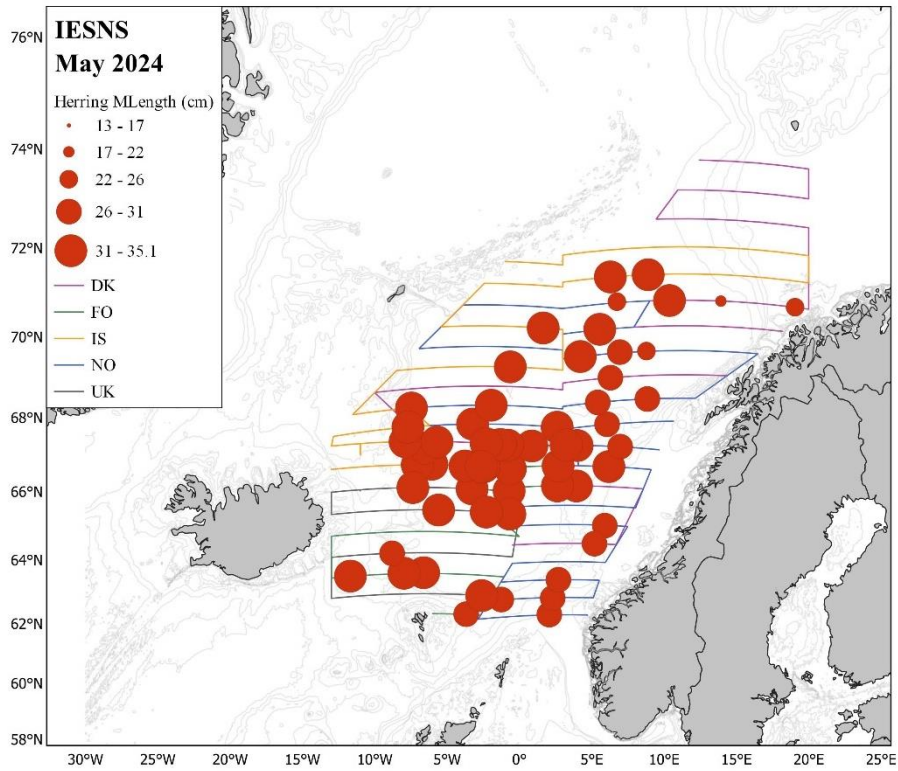 IESNS
May 2024
Herring MLength (cm)
13 - 17
17 - 22
22 - 26
26 - 31
31 - 35.1
DK
FO
IS
NO
UK
76°N
74°N
72°N
70°N
68°N
66°N
64°N
62°N
60°N
58°N
30°W 25°W 20°W 15°W 10°W 5°W 0° 5°E 10°E 15°E 20°E 25°E